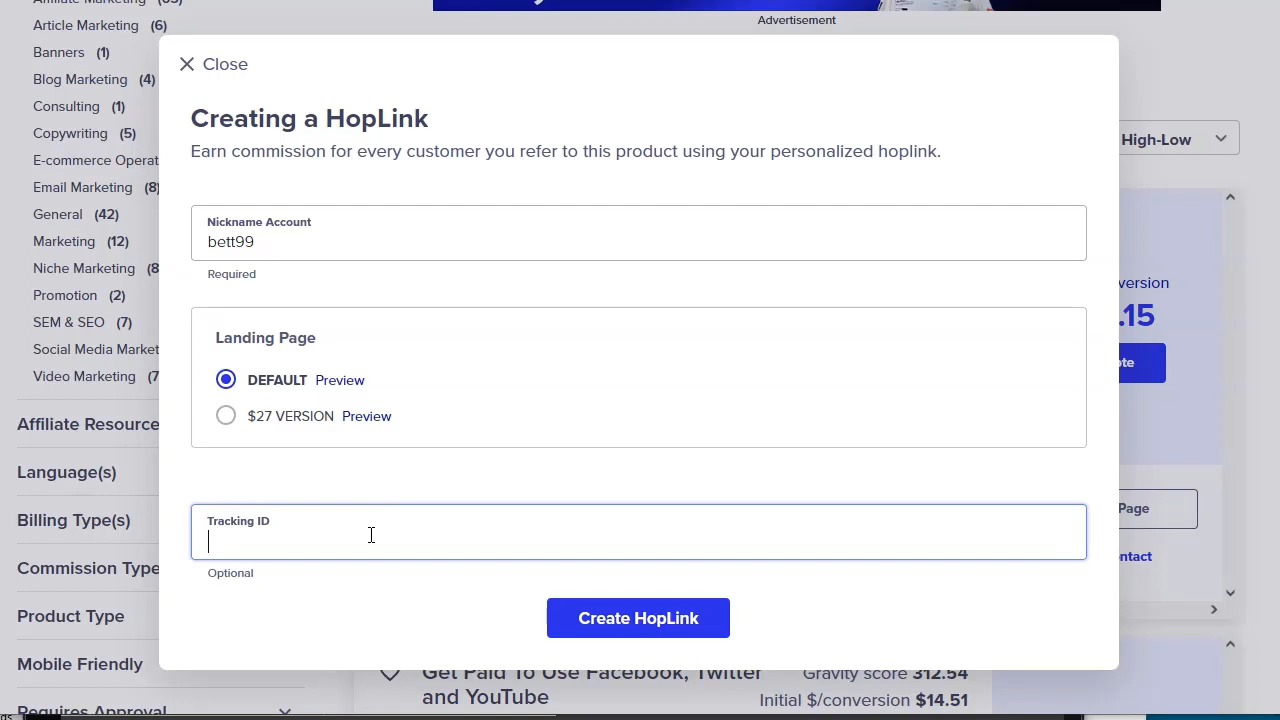 Article Marketing (6)
Banners (1)
Blog Marketing (4)
Consulting (1)
Copywriting (5)
E-commerce Operat
Email Marketing (8)
General (42)
Marketing (12)
Niche Marketing (8
Promotion (2)
SEM & SEO (7)
Social Media Market
Video Marketing (7
Affiliate Resource
Language(s)
Billing Type(s)
Commission Type
Product Type
Mobile Friendly
Requires Approval
Advertisement
Close
Creating a HopLink
Earn commission for every customer you refer to this product using your personalized hoplink.
Nickname Account
bett99
Required
Landing Page
DEFAULT Preview
$27 VERSION Preview
Tracking ID
Optional
Create HopLink
High-Low
version
.15
te
Page
ntact
Get Paid To Use Facebook, Twitter
and YouTube
Gravity score 312.54
Initial $/conversion $14.51